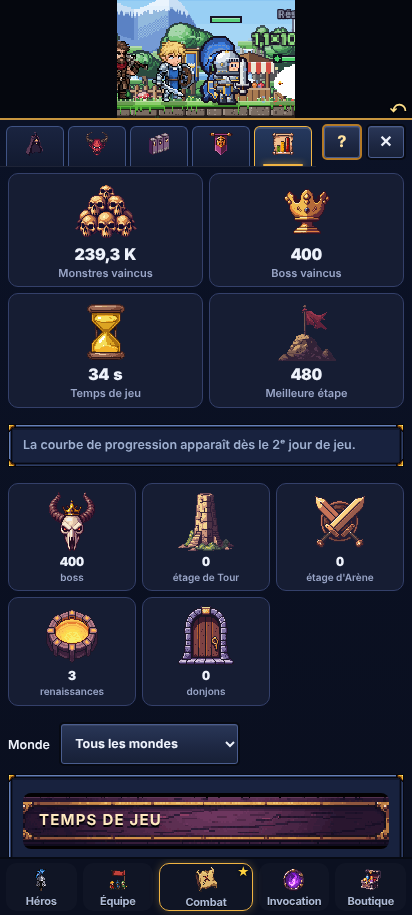 ?
×
239,3 K
Monstres vaincus
400
Boss vaincus
34 s
Temps de jeu
480
Meilleure étape
La courbe de progression apparaît dès le 2ᵉ jour de jeu.
400
boss
0
étage de Tour
0
étage d'Arène
3
renaissances
0
donjons
Monde
Tous les mondes
TEMPS DE JEU
Héros
Équipe
Combat
Invocation
Boutique